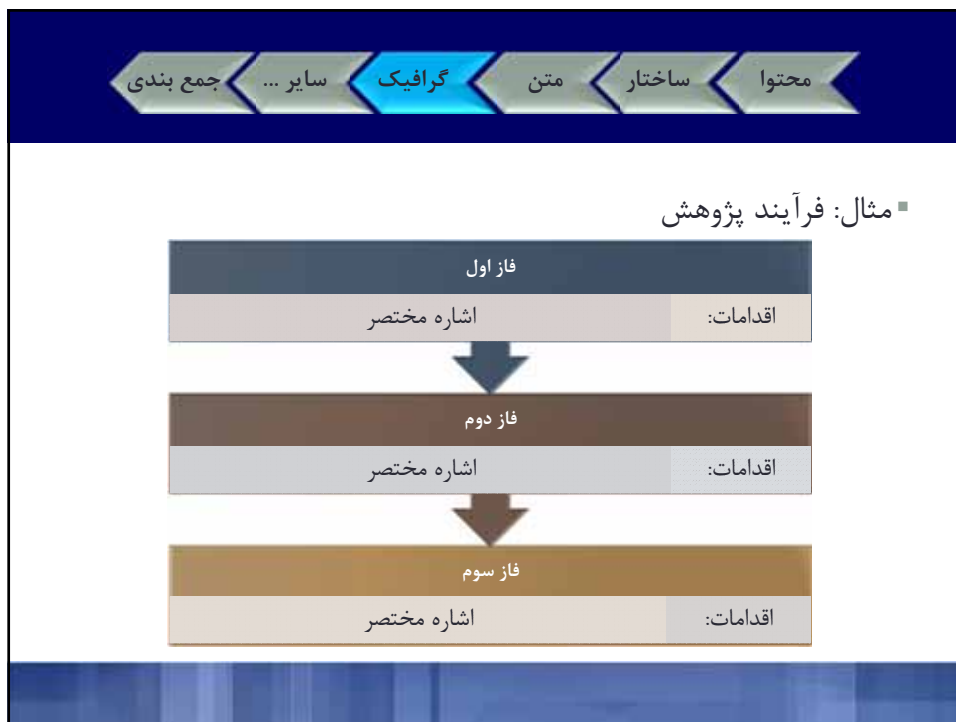 محتوا ساختار متن گرافیک سایر ... جمع بندی
مثال: فرآیند پژوهش
فاز اول
اقدامات: اشاره مختصر
فاز دوم
اقدامات: اشاره مختصر
فاز سوم
اقدامات: اشاره مختصر